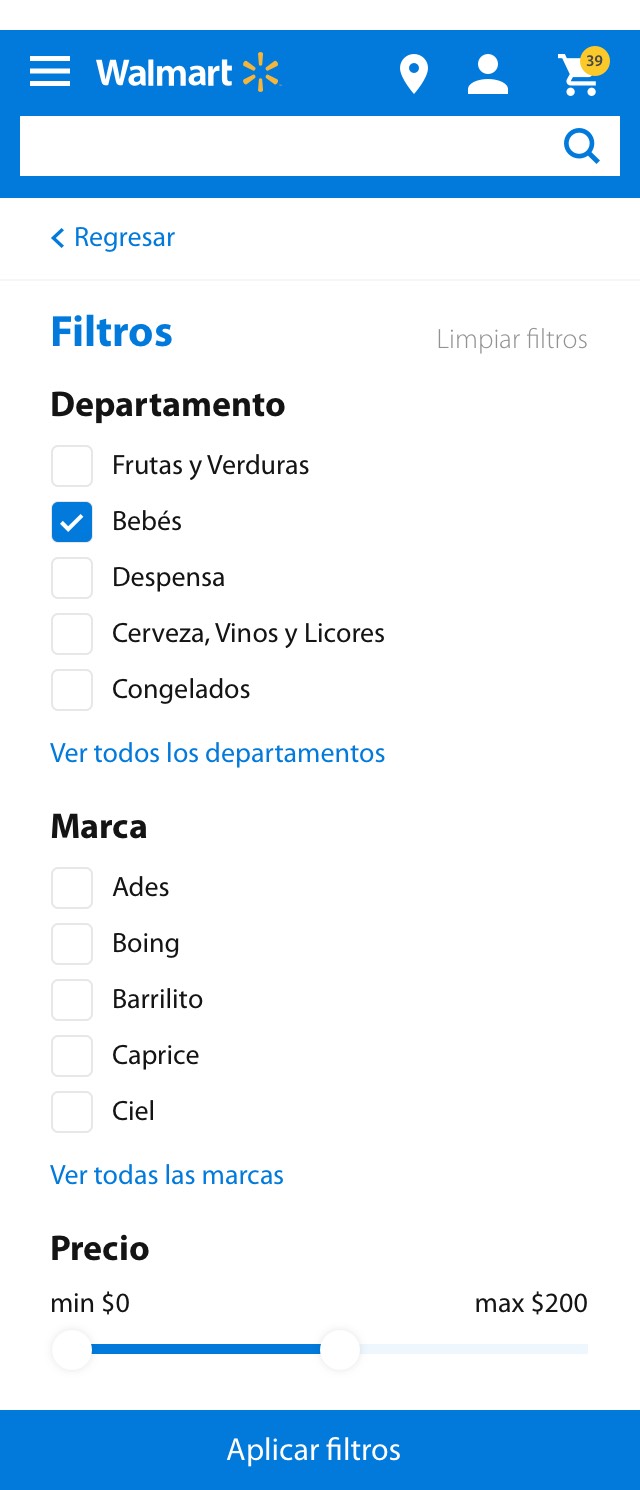 Walmart
39
Regresar
Filtros
Limpiar filtros
Departamento
Frutas y Verduras
Bebés
Despensa
Cerveza, Vinos y Licores
Congelados
Ver todos los departamentos
Marca
Ades
Boing
Barrilito
Caprice
Ciel
Ver todas las marcas
Precio
min $0
max $200
Aplicar filtros